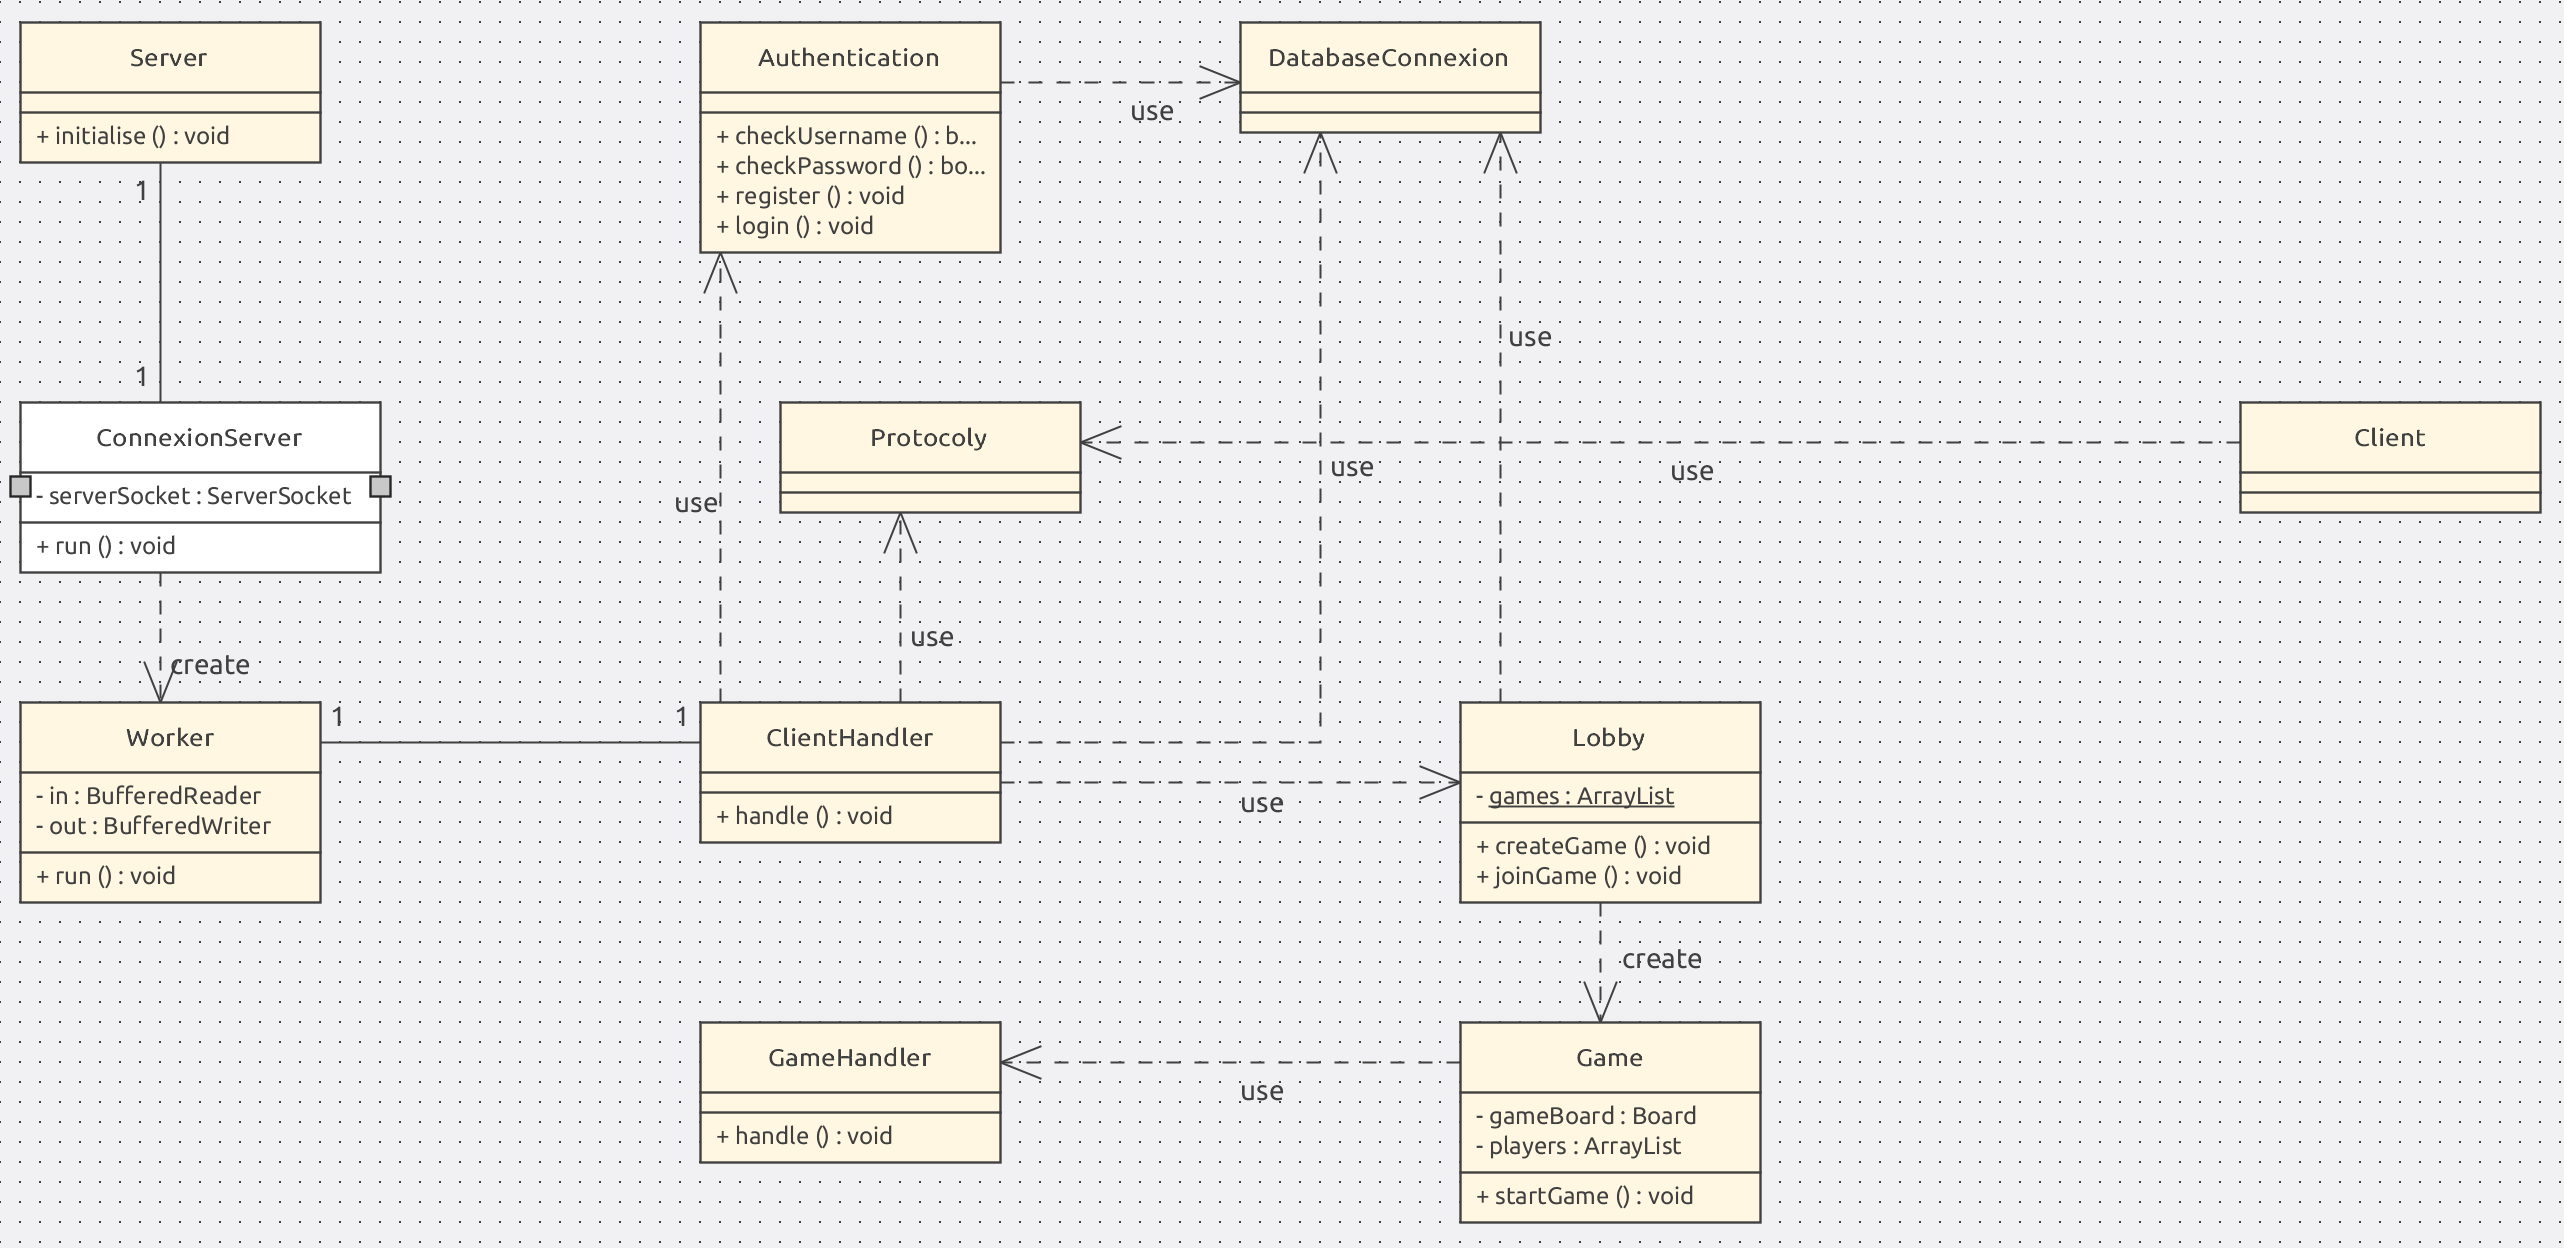 Server
+ initialise () : void
1
1
Authentication
+ checkUsername () : b...
+ checkPassword () : bo...
+ register () : void
+ login () : void
use
DatabaseConnexion
use
use
use
ConnexionServer
- serverSocket : ServerSocket
+ run () : void
create
Protocoly
use
use
Client
Worker
- in : BufferedReader
- out : BufferedWriter
+ run () : void
1
1
ClientHandler
+ handle () : void
use
Lobby
- games : ArrayList
+ createGame () : void
+ joinGame () : void
create
GameHandler
+ handle () : void
use
Game
- gameBoard : Board
- players : ArrayList
+ startGame () : void